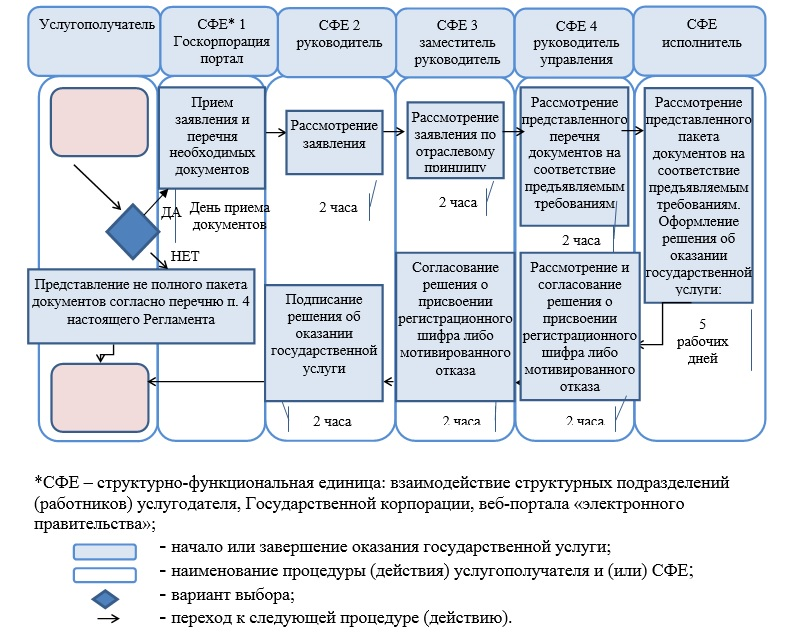 Услугополучатель
СФЕ* 1
Госкорпорация
портал
СФЕ 2
руководитель
СФЕ 3
заместитель
руководитель
СФЕ 4
руководитель
управления
СФЕ
исполнитель
Прием
заявления и
перечня
необходимых
документов
Рассмотрение
заявления
Рассмотрение
заявления по
отраслевому
принципу
Рассмотрение
представленного
перечня
документов на
соответствие
предъявляемым
требованиям
Рассмотрение
представленного
пакета
документов на
соответствие
предъявляемым
требованиям.
Оформление
решения об
оказании
государственной
услуги:
ДА
День приема
документов
2 часа
2 часа
2 часа
НЕТ
Представление не полного пакета
документов согласно перечню п. 4
настоящего Регламента
Подписание
решения об
оказании
государственной
услуги
Согласование
решения о
присвоении
регистрационного
шифра либо
мотивированного
отказа
Рассмотрение и
согласование
решения о
присвоении
регистрационного
шифра либо
мотивированного
отказа
5
рабочих
дней
2 часа
2 часа
2 часа
*СФЕ – структурно-функциональная единица: взаимодействие структурных подразделений
(работников) услугодателя, Государственной корпорации, веб-портала «электронного
правительства»;
- начало или завершение оказания государственной услуги;
- наименование процедуры (действия) услугополучателя и (или) СФЕ;
- вариант выбора;
- переход к следующей процедуре (действию).